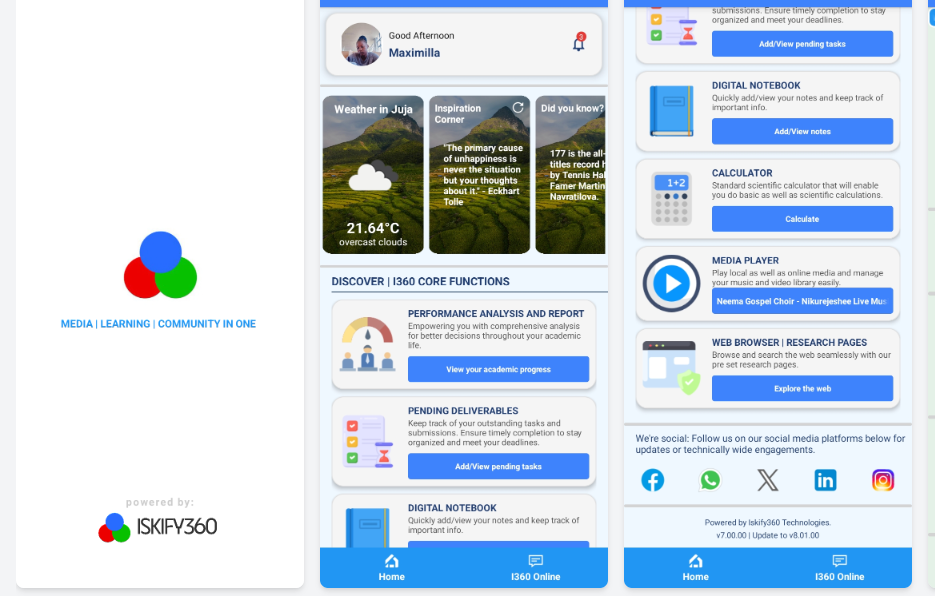 MEDIA | LEARNING | COMMUNITY IN ONE
powered by:
ISKIFY360
Good Afternoon
Maximilla
Weather in Juja
21.64°C
overcast clouds
Inspiration
Corner
"The primary cause
of unhappiness is
never the situation
but your thoughts
about it." - Eckhart
Tolle
Did you know?
177 is the all-
titles record h
by Tennis Hal
Famer Martin
Navratilova.
DISCOVER | I360 CORE FUNCTIONS
PERFORMANCE ANALYSIS AND REPORT
Empowering you with comprehensive analysis
for better decisions throughout your academic
life.
View your academic progress
PENDING DELIVERABLES
Keep track of your outstanding tasks and
submissions. Ensure timely completion to stay
organized and meet your deadlines.
Add/View pending tasks
DIGITAL NOTEBOOK
Quickly add/view your notes and keep track of
important info.
Home
I360 Online
submissions. Ensure timely completion to stay
organized and meet your deadlines.
Add/View pending tasks
DIGITAL NOTEBOOK
Quickly add/view your notes and keep track of
important info.
Add/View notes
1+2
CALCULATOR
Standard scientific calculator that will enable
you do basic as well as scientific calculations.
Calculate
MEDIA PLAYER
Play local as well as online media and manage
your music and video library easily.
Neema Gospel Choir - Nikurejeshee Live Mus
WEB BROWSER | RESEARCH PAGES
Browse and search the web seamlessly with our
pre set research pages.
Explore the web
We're social: Follow us on our social media platforms below for
updates or technically wide engagements.
Powered by Iskify360 Technologies.
v7.00.00 | Update to v8.01.00
Home
I360 Online